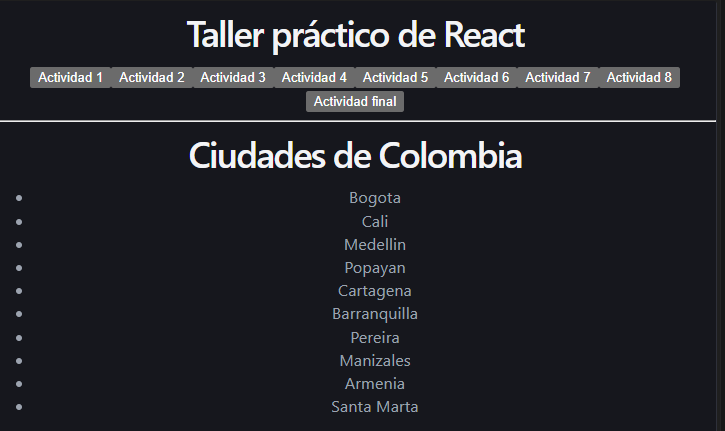 Taller práctico de React
Actividad 1 Actividad 2 Actividad 3 Actividad 4 Actividad 5 Actividad 6 Actividad 7 Actividad 8
Actividad final
Ciudades de Colombia
Bogota
Cali
Medellin
Popayan
Cartagena
Barranquilla
Pereira
Manizales
Armenia
Santa Marta